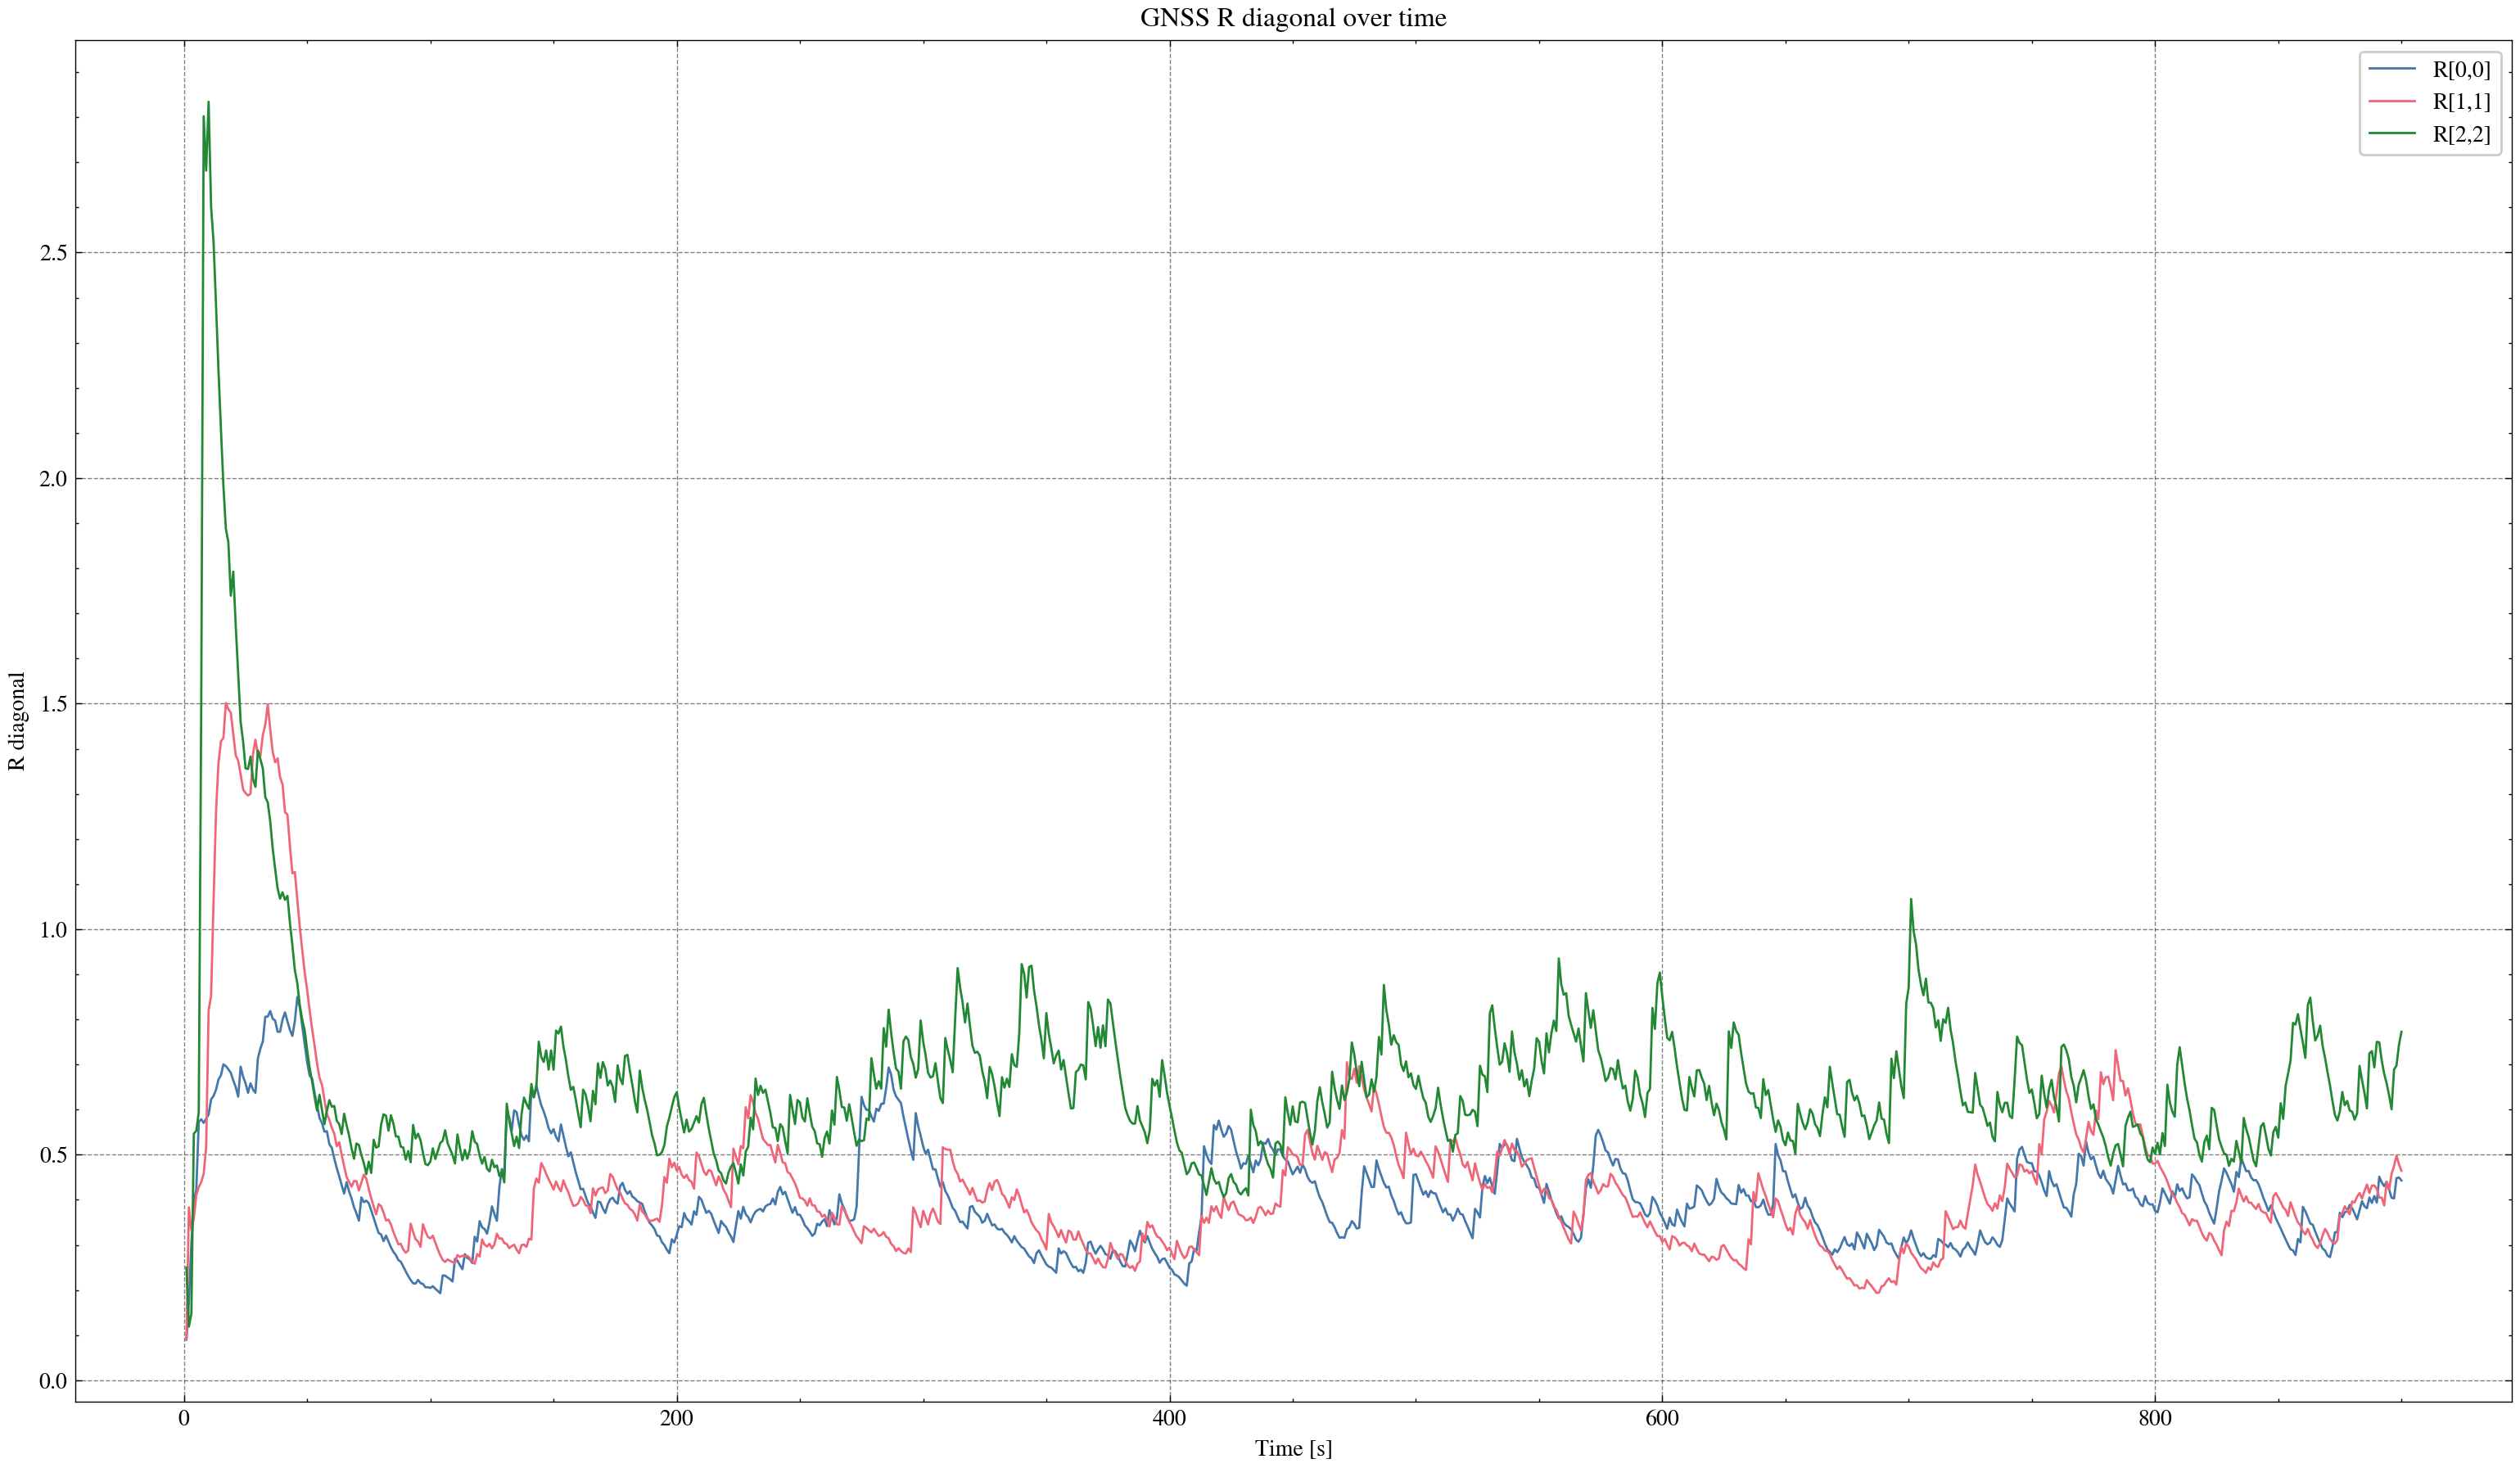 GNSS R diagonal over time
R[0,0]
R[1,1]
R[2,2]
2.5
2.0
1.5
1.0
0.5
0.0
R diagonal
0 200 400 600 800
Time [s]